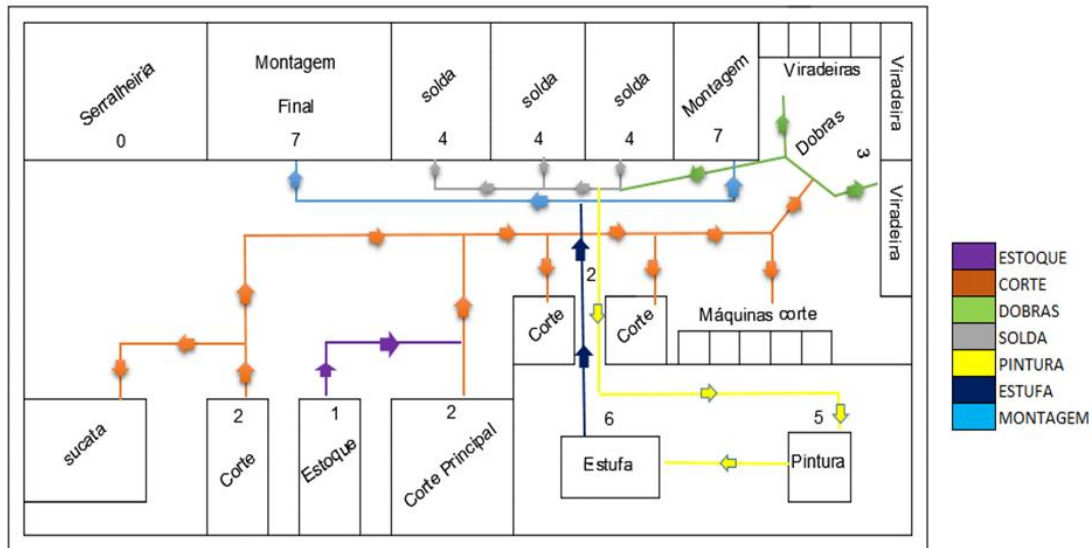 Serralheiria
0
Montagem
Final
7
solda
4
solda
4
solda
4
Montagem
7
Viradeiras
Dobras
3
Viradeira
Viradeira
2
Corte
Corte
Máquinas corte
sucata
2
Corte
1
Estoque
2
Corte Principal
6
Estufa
5
Pintura
ESTOQUE
CORTE
DOBRAS
SOLDA
PINTURA
ESTUFA
MONTAGEM